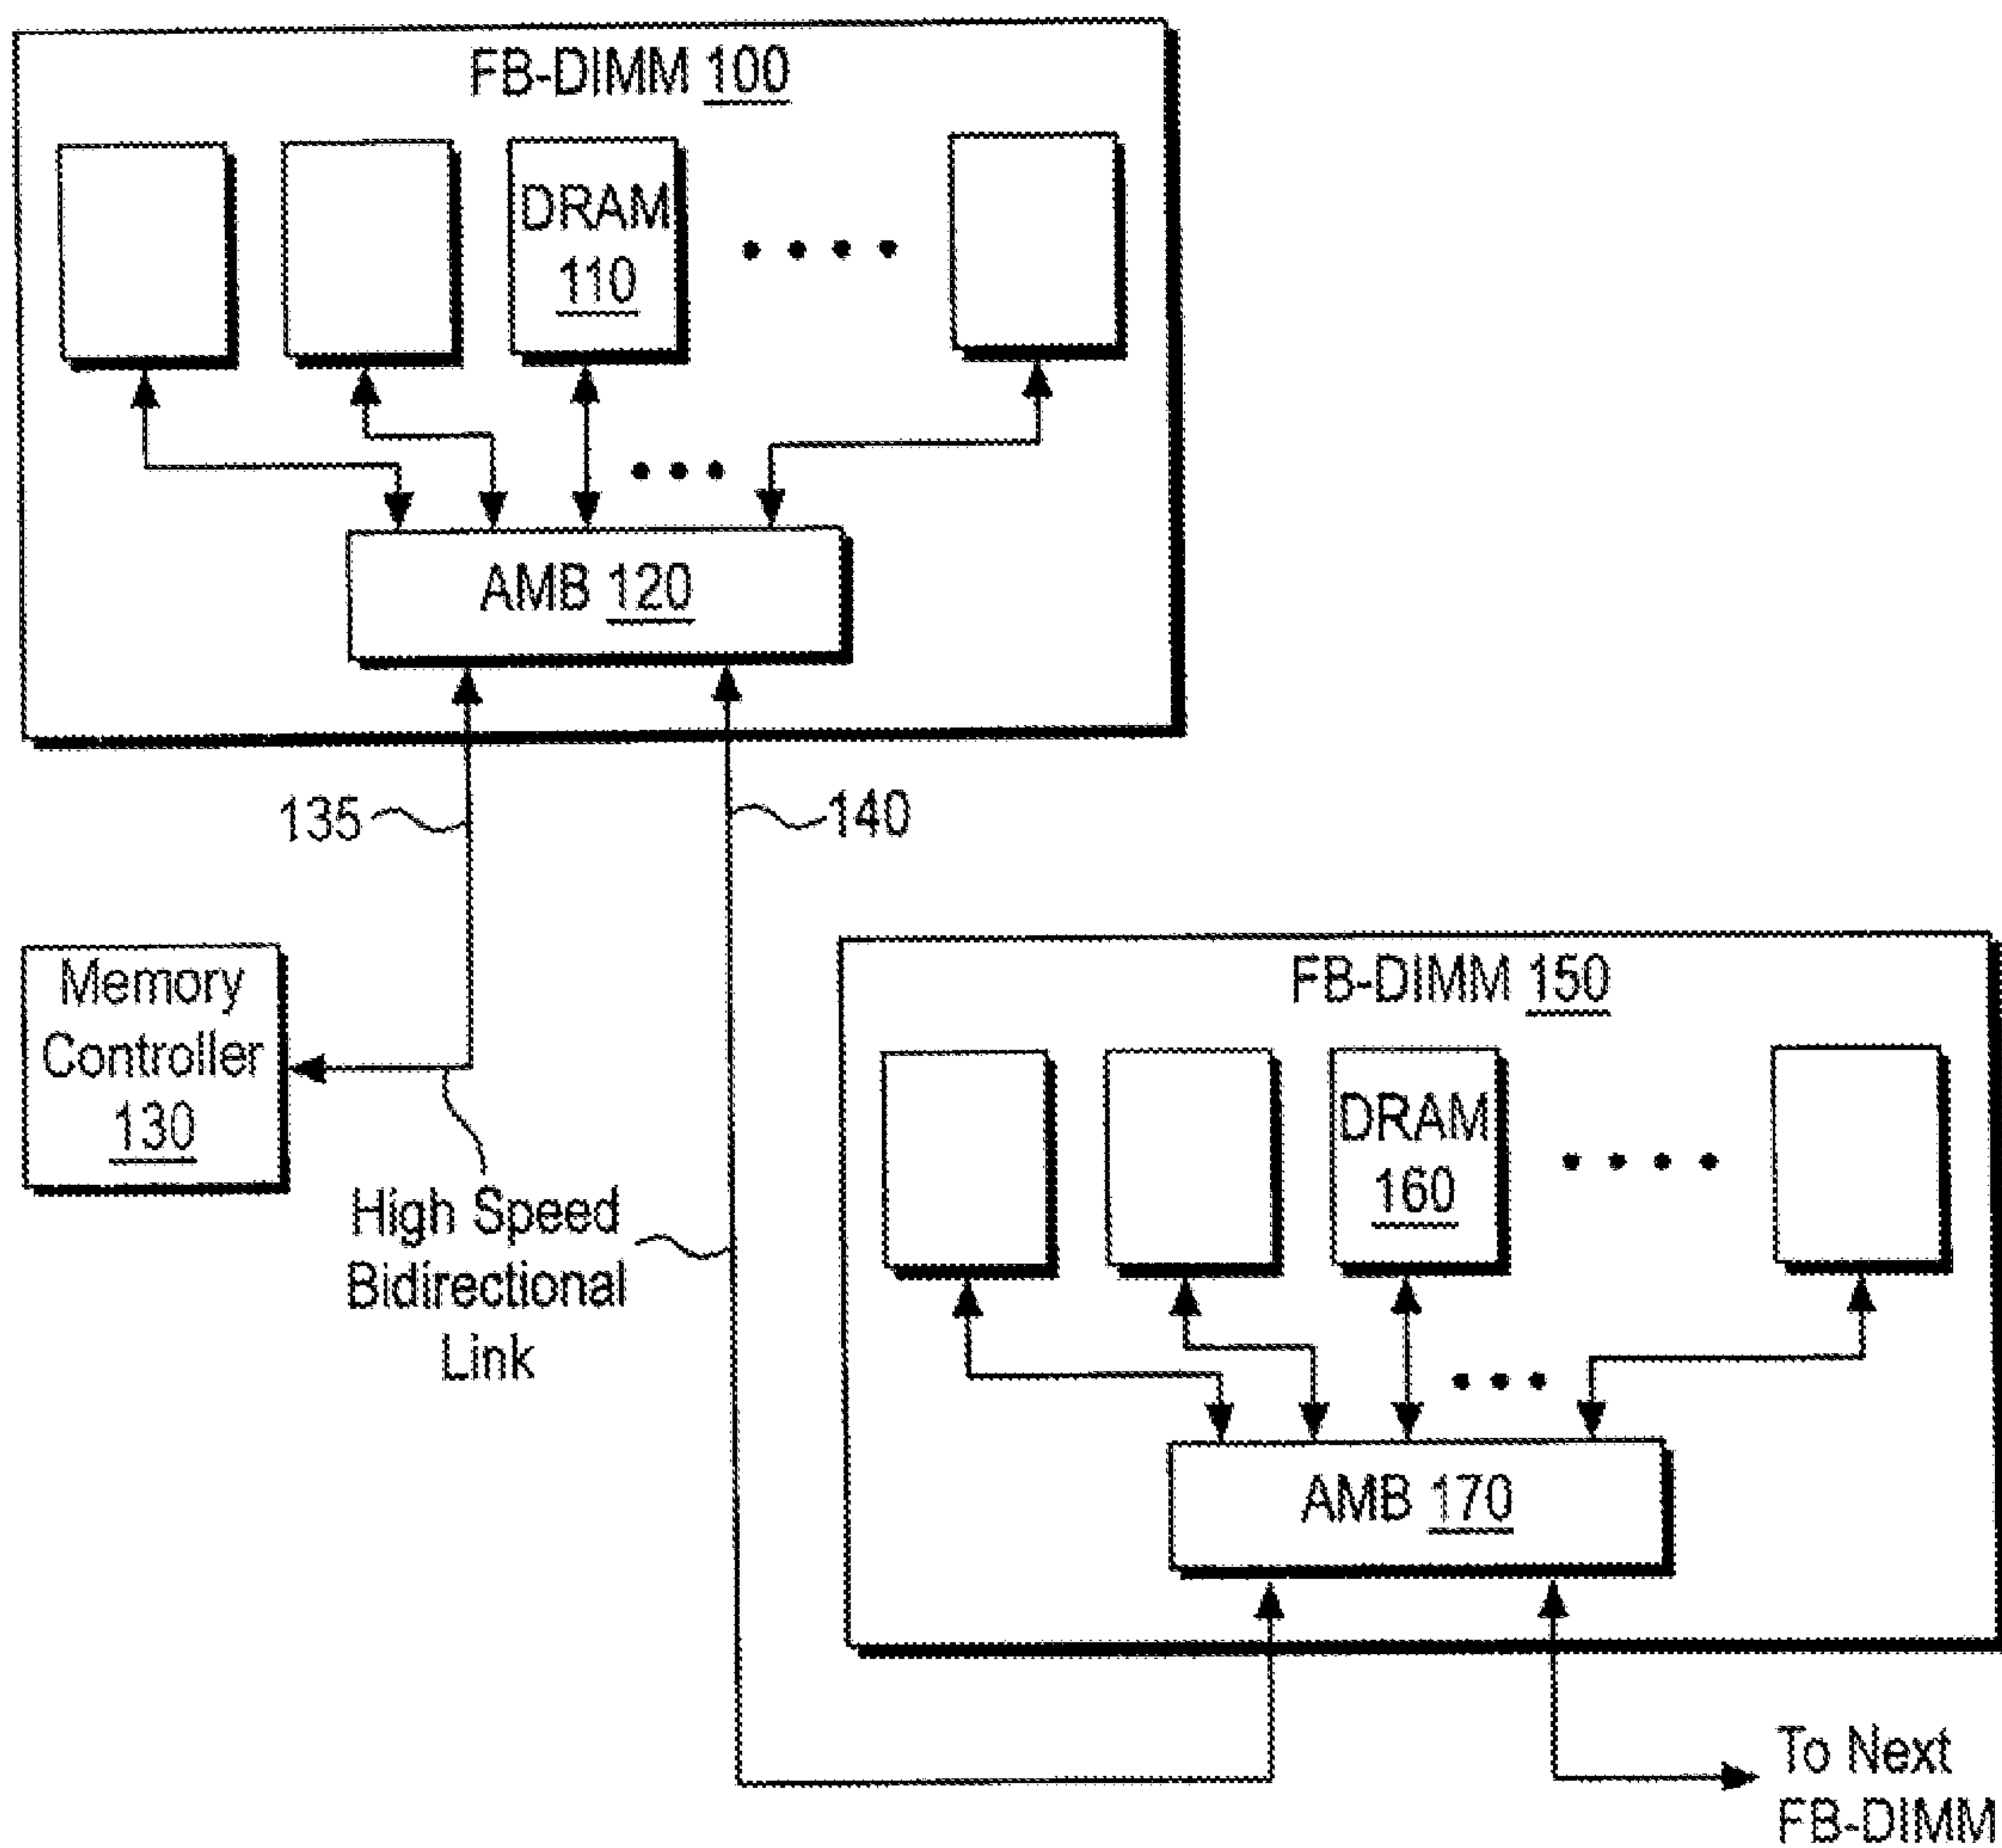 FB-DIMM 100
DRAM
110
AMB 120
135
140
Memory
Controller
130
High Speed
Bidirectional
Link
FB-DIMM 150
DRAM
160
AMB 170
To Next
FB-DIMM